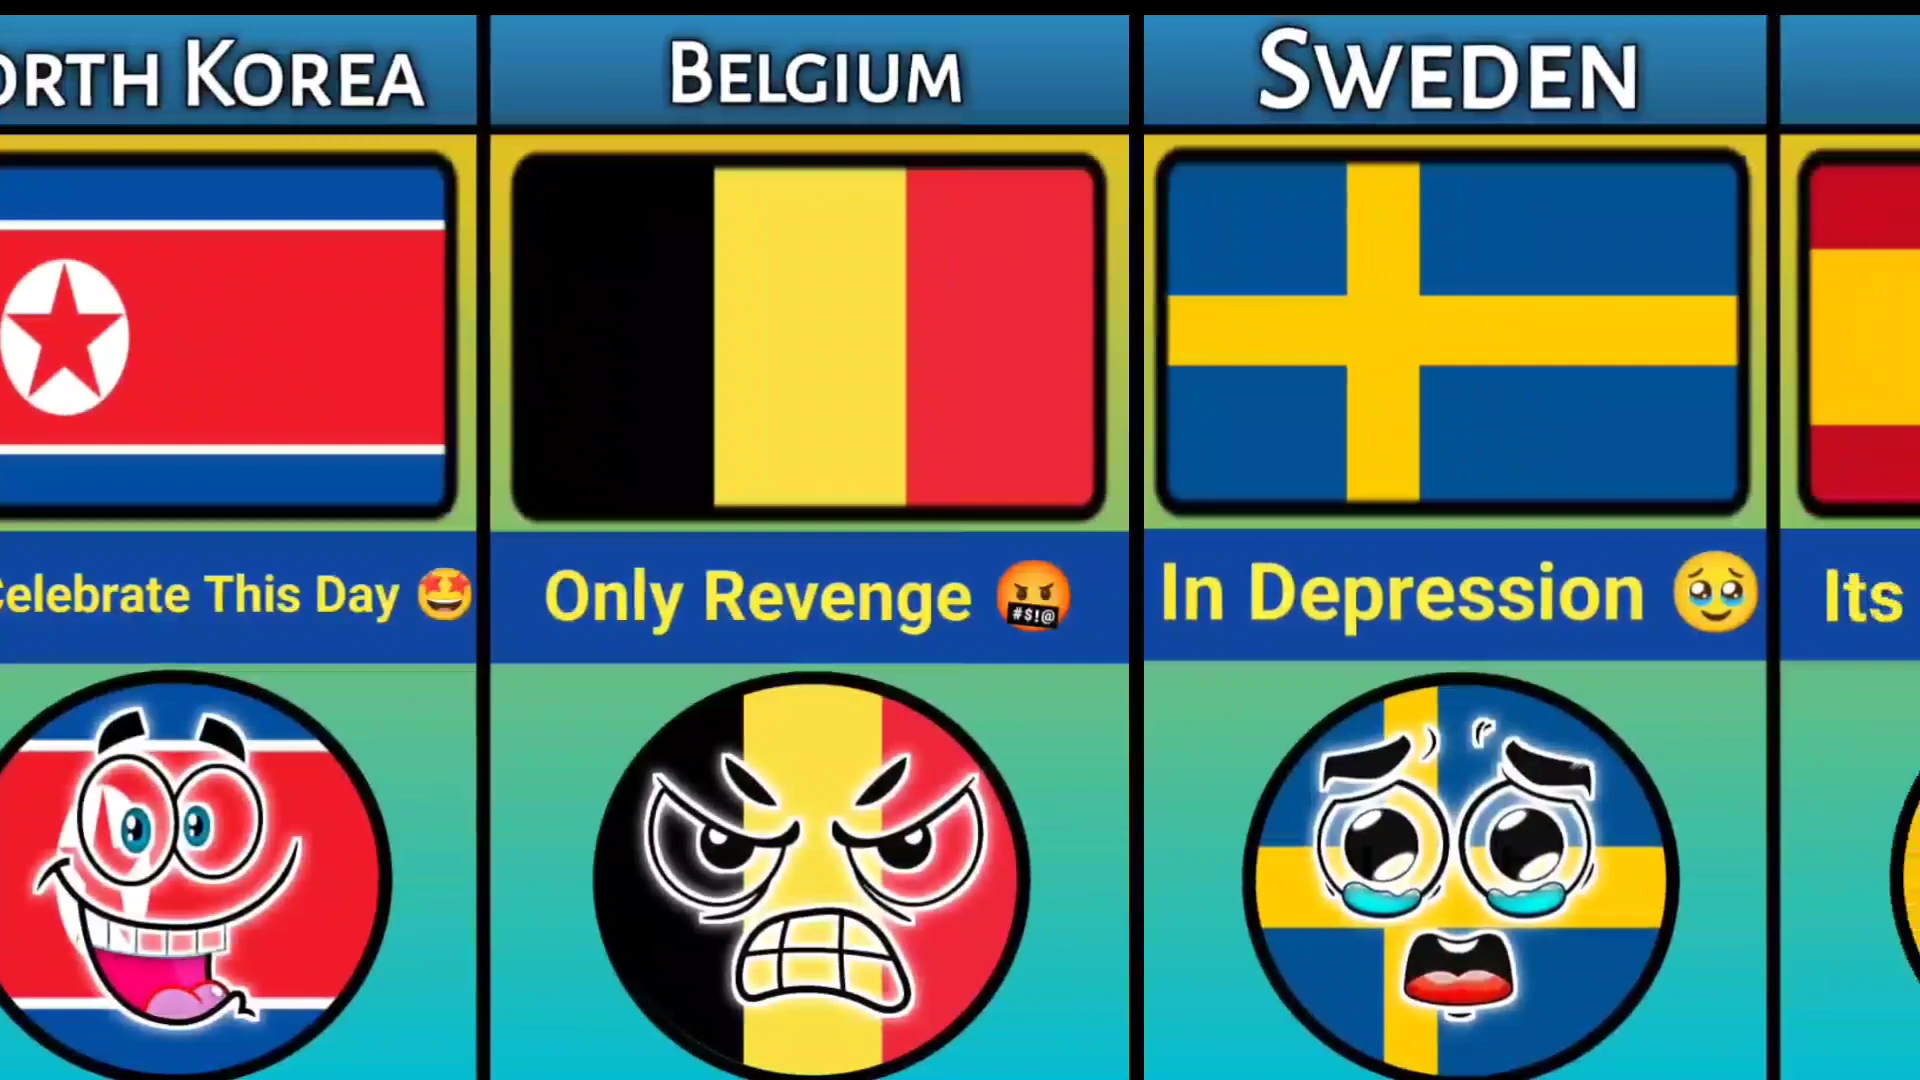 ORTH KOREA
BELGIUM
SWEDEN
Celebrate This Day 🤩
Only Revenge 🤬
#$!@
In Depression 🥹
Its